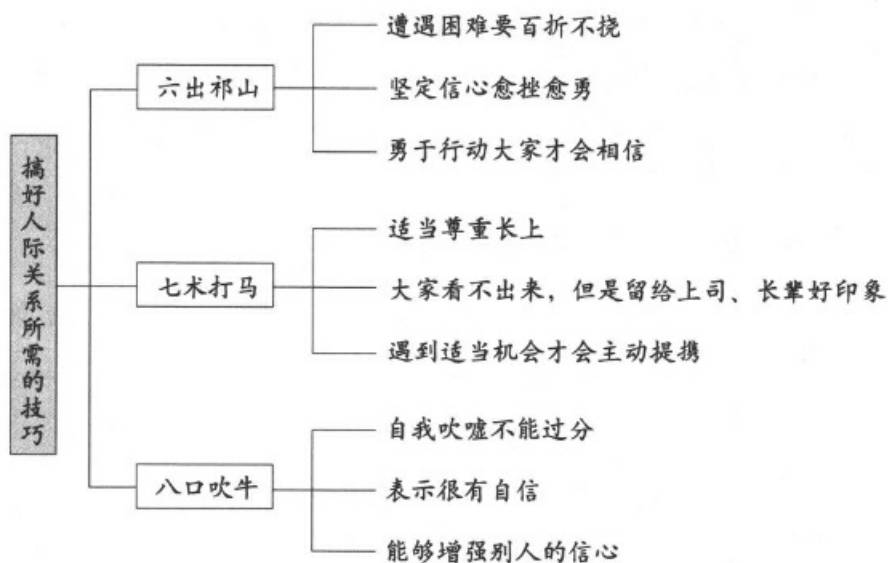 搞好人际关系所需的技巧
六出祁山
遭遇困难要百折不挠
坚定信心愈挫愈勇
勇于行动大家才会相信
七术打马
适当尊重长上
大家看不出来，但是留给上司、长辈好印象
遇到适当机会才会主动提携
八口吹牛
自我吹嘘不能过分
表示很有自信
能够增强别人的信心